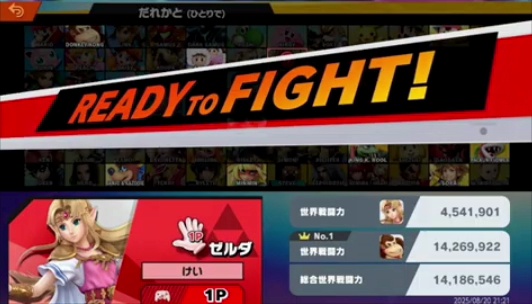 だれかと (ひとりで)
DONKEY KONG
READY TO FIGHT!
KING K. ROOL
1P
ゼルダ
けい
1P
世界戦闘力 4,541,901
No.1
世界戦闘力 14,269,922
総合世界戦闘力 14,186,546
2025/08/20 21:21